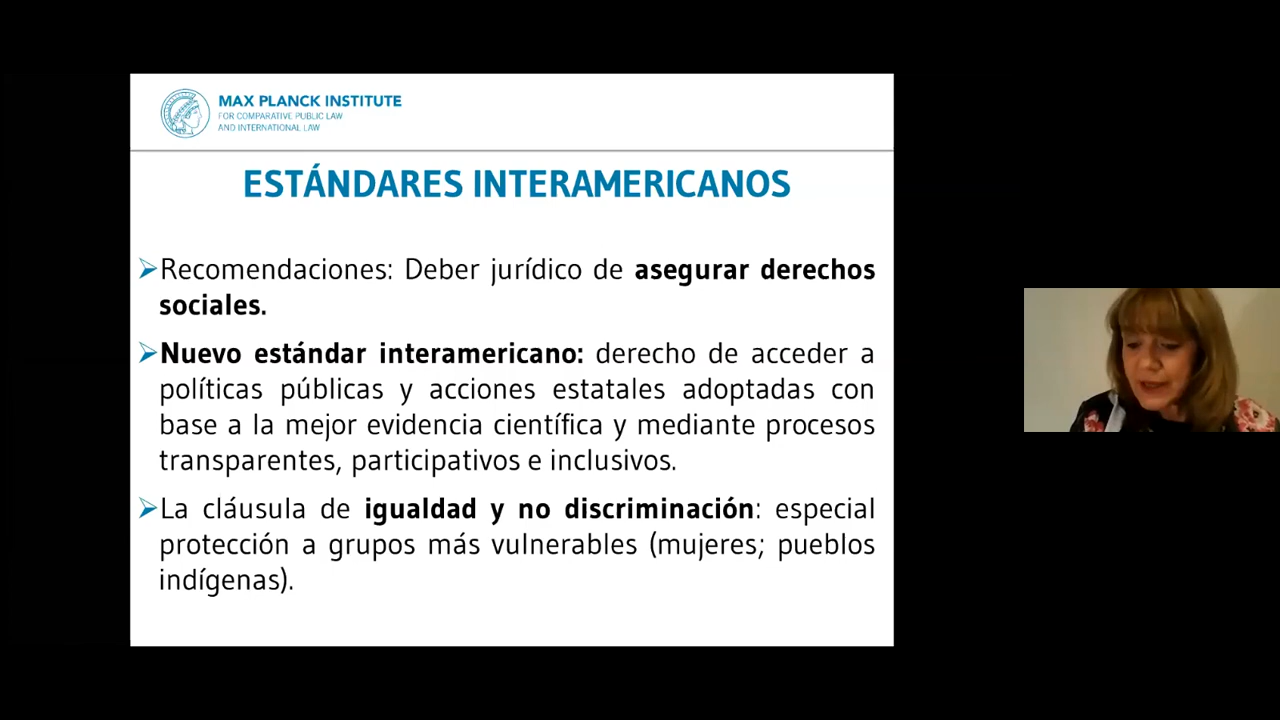 MAX PLANCK INSTITUTE
FOR COMPARATIVE PUBLIC LAW
AND INTERNATIONAL LAW
ESTÁNDARES INTERAMERICANOS
Recomendaciones: Deber jurídico de asegurar derechos
sociales.
Nuevo estándar interamericano: derecho de acceder a
políticas públicas y acciones estatales adoptadas con
base a la mejor evidencia científica y mediante procesos
transparentes, participativos e inclusivos.
La cláusula de igualdad y no discriminación: especial
protección a grupos más vulnerables (mujeres; pueblos
indígenas).